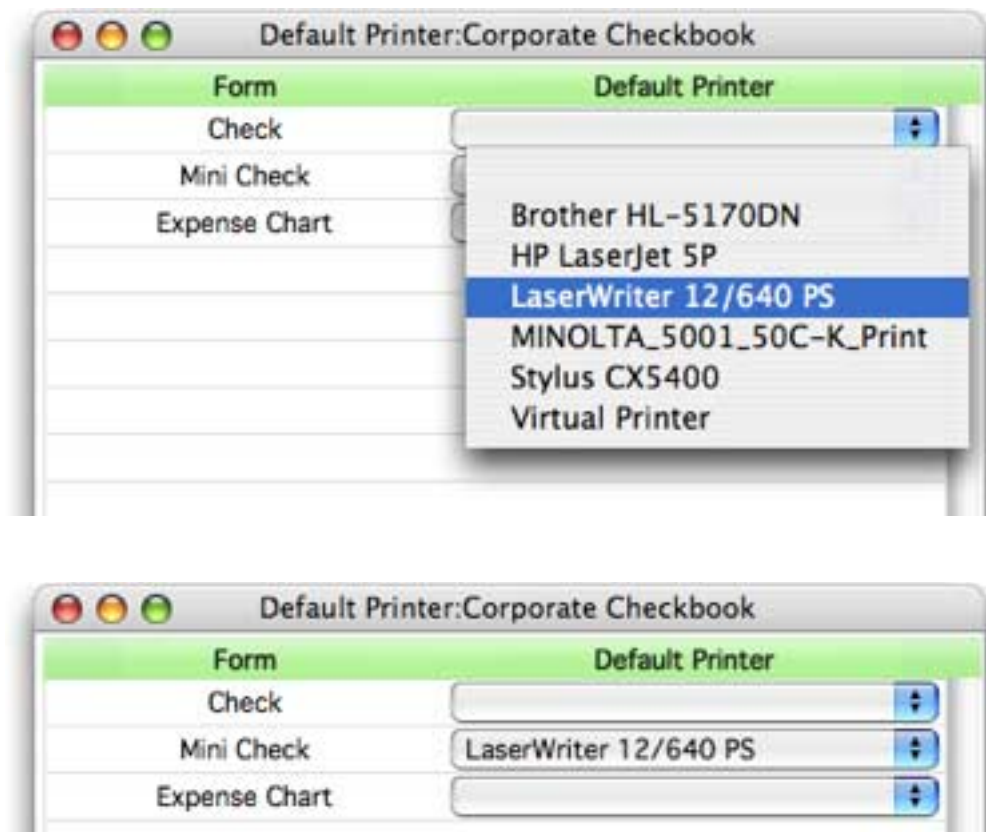 Default Printer:Corporate Checkbook
Form Default Printer
Check
Mini Check
Expense Chart
Brother HL-5170DN
HP LaserJet 5P
LaserWriter 12/640 PS
MINOLTA_5001_50C-K_Print
Stylus CX5400
Virtual Printer
Default Printer:Corporate Checkbook
Form Default Printer
Check
Mini Check LaserWriter 12/640 PS
Expense Chart